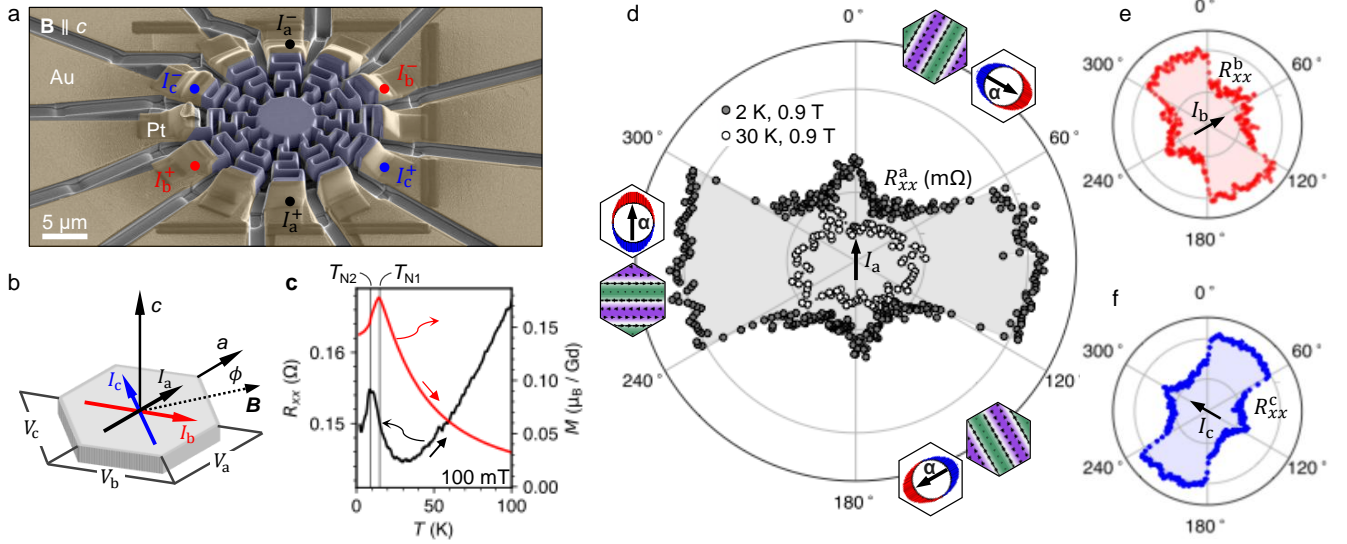 a
B ∥ c
Au
Pt
I_a^-
I_c^-
I_b^-
I_b^+
I_c^+
I_a^+
5 µm
b
c
a
ϕ
B
I_c
I_a
I_b
V_c
V_b
V_a
c
T_N2
T_N1
R_xx (Ω)
0.16
0.15
M (µ_B / Gd)
0.15
0.10
0.05
0.00
100 mT
0
50
100
T (K)
d
0°
60°
120°
180°
240°
300°
2 K, 0.9 T
30 K, 0.9 T
R_xx^a (mΩ)
I_a
α
α
α
e
0°
60°
120°
180°
240°
300°
R_xx^b
I_b
f
0°
60°
120°
180°
240°
300°
R_xx^c
I_c